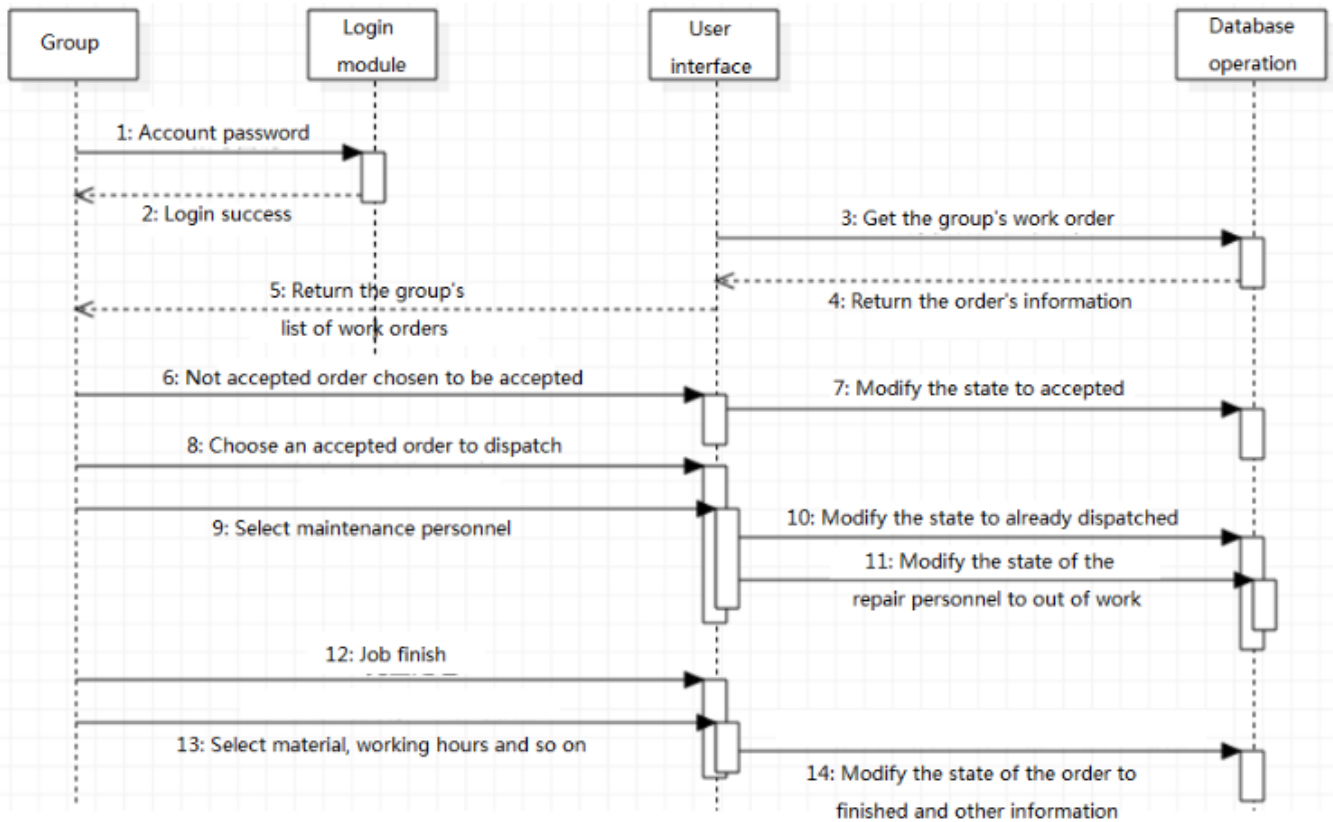 Group
Login
module
User
interface
Database
operation
1: Account password
2: Login success
3: Get the group's work order
4: Return the order's information
5: Return the group's
list of work orders
6: Not accepted order chosen to be accepted
7: Modify the state to accepted
8: Choose an accepted order to dispatch
9: Select maintenance personnel
10: Modify the state to already dispatched
11: Modify the state of the
repair personnel to out of work
12: Job finish
13: Select material, working hours and so on
14: Modify the state of the order to
finished and other information